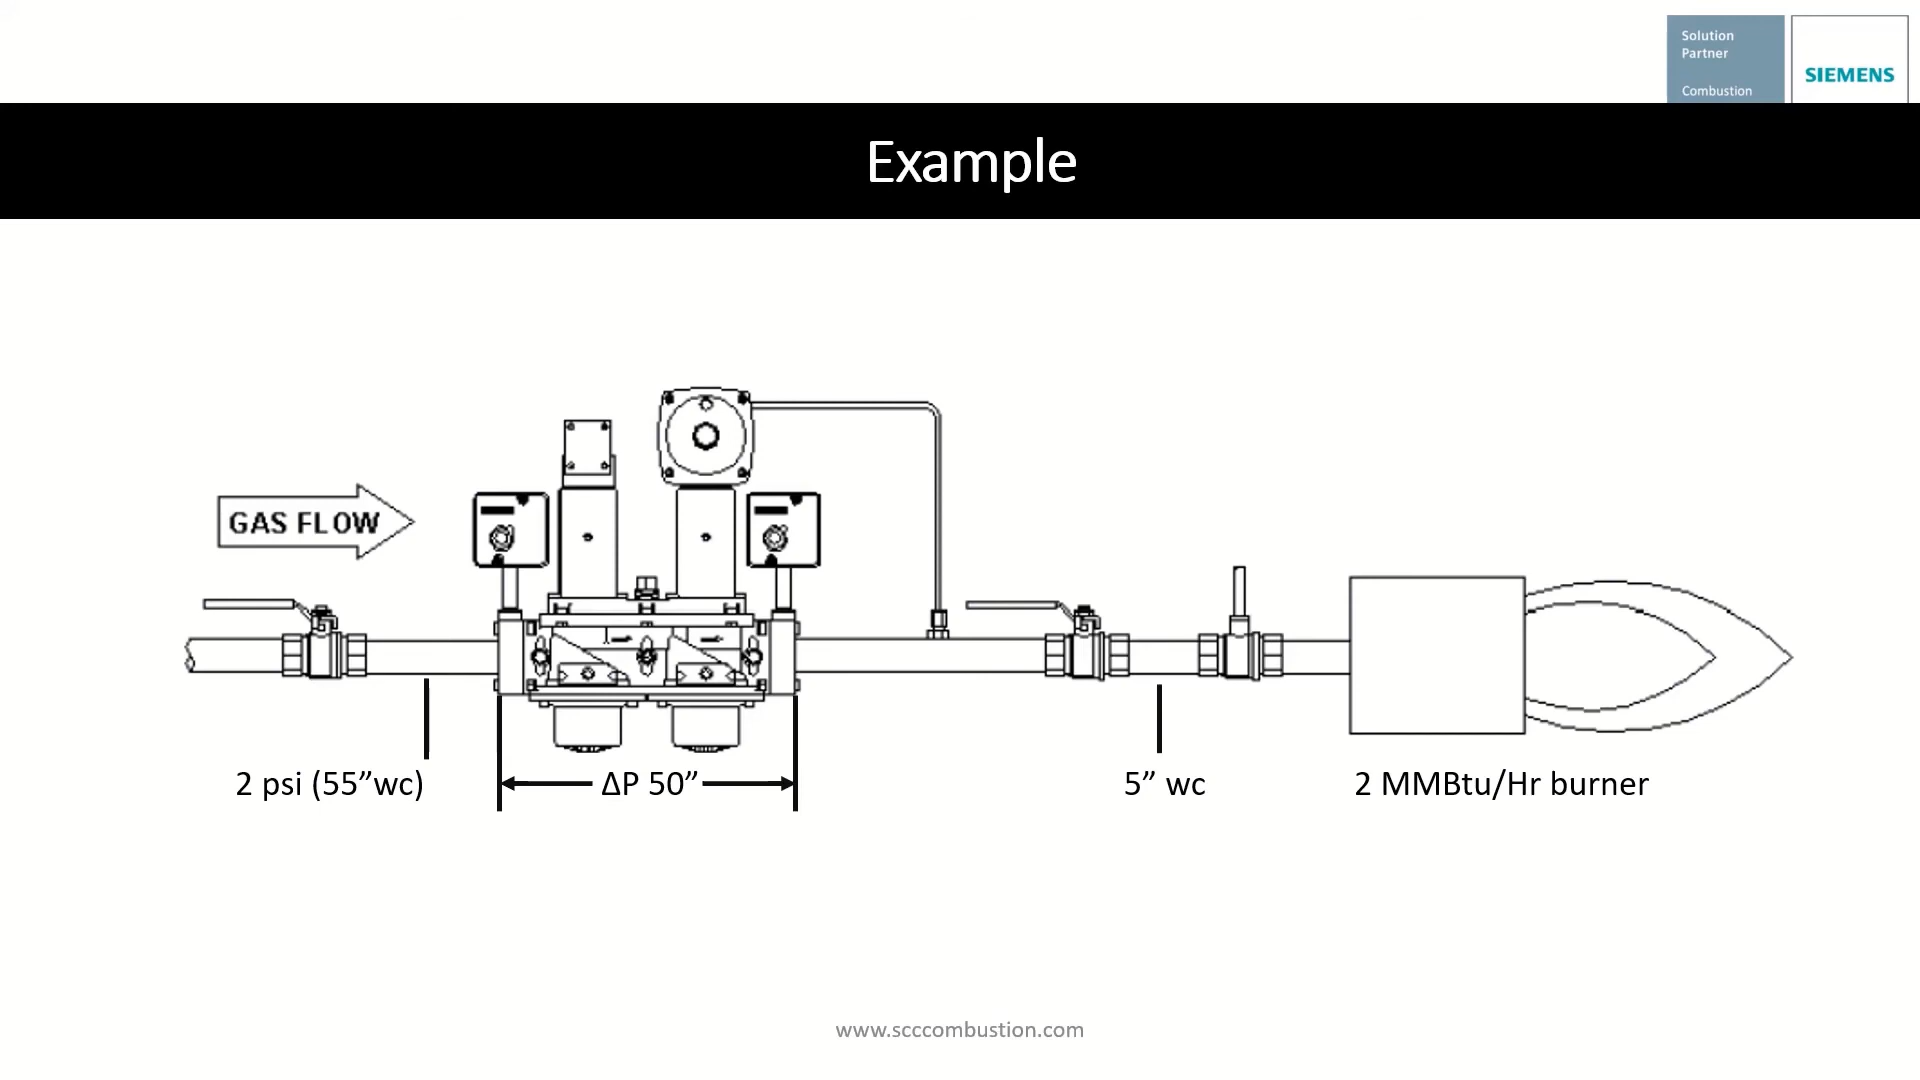 Solution
Partner
Combustion
SIEMENS
Example
GAS FLOW
2 psi (55”wc)
ΔP 50”
5” wc
2 MMBtu/Hr burner
www.scccombustion.com